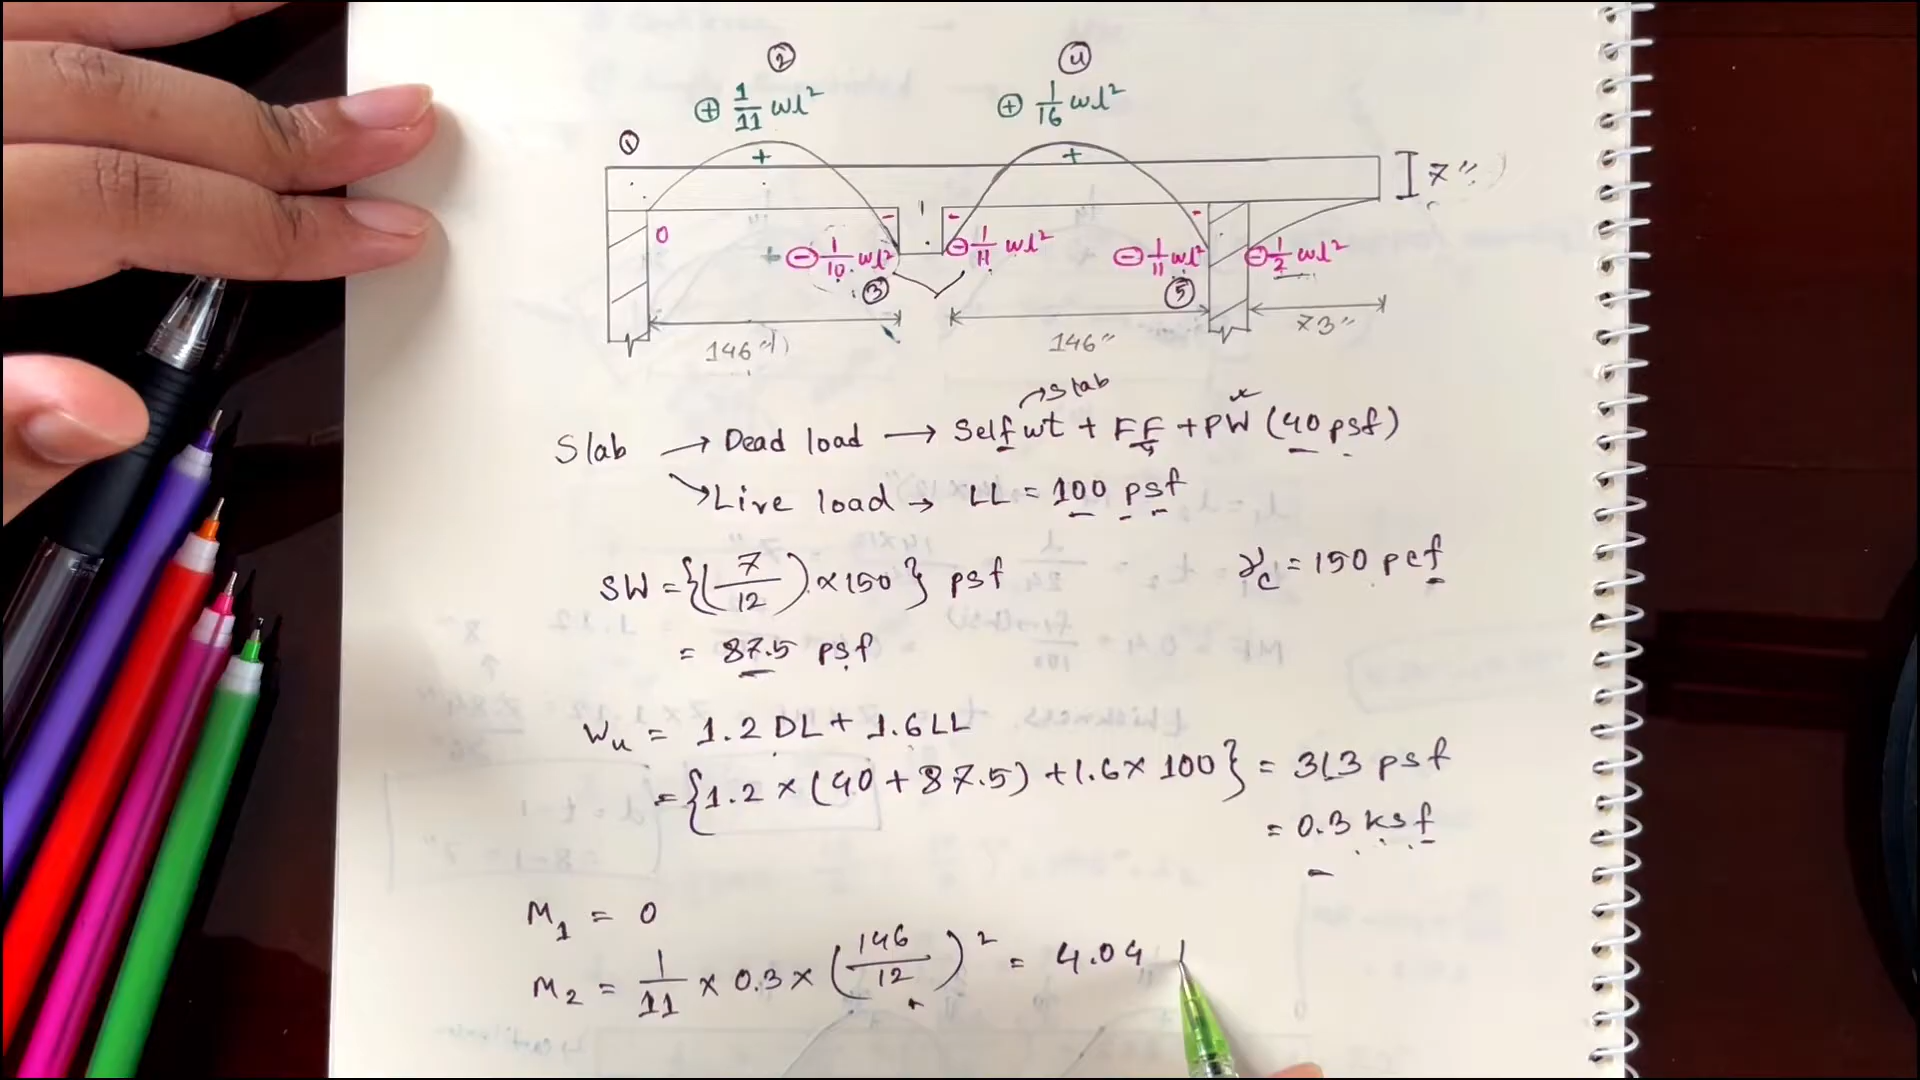 ② ④
⊕ 1/11 wl² ⊕ 1/16 wl²
①
+ +
7"
0 - - -
⊖ 1/10 wl² ⊖ 1/11 wl² ⊖ 1/11 wl² ⊖ 1/2 wl²
③ ⑤
146" 146" 73"
→ slab
Slab → Dead load → Self wt + FF + PW (40 psf)
→ Live load → LL = 100 psf
SW = {(7/12) × 150} psf γc = 150 pcf
= 87.5 psf
Wu = 1.2 DL + 1.6 LL
= {1.2 × (40 + 87.5) + 1.6 × 100} = 313 psf
= 0.3 ksf
M1 = 0
M2 = 1/11 × 0.3 × (146/12)² = 4.04